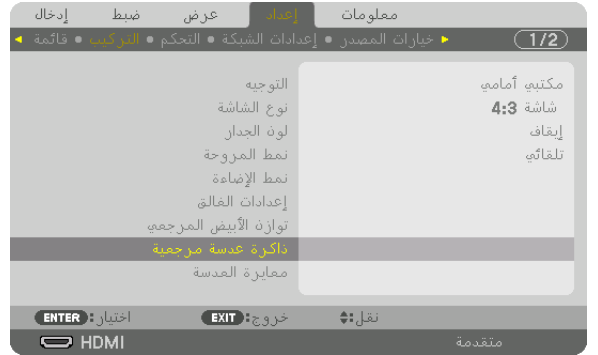 إدخال ضبط عرض إعداد معلومات
قائمة • التركيب • التحكم • إعدادات الشبكة • خيارات المصدر 1/2
التوجيه مكتبي أمامي
نوع الشاشة شاشة 4:3
لون الجدار إيقاف
نمط المروحة تلقائي
نمط الإضاءة
إعدادات الغالق
توازن الأبيض المرجعي
ذاكرة عدسة مرجعية
معايرة العدسة
ENTER: اختيار EXIT: خروج نقل:
HDMI متقدمة